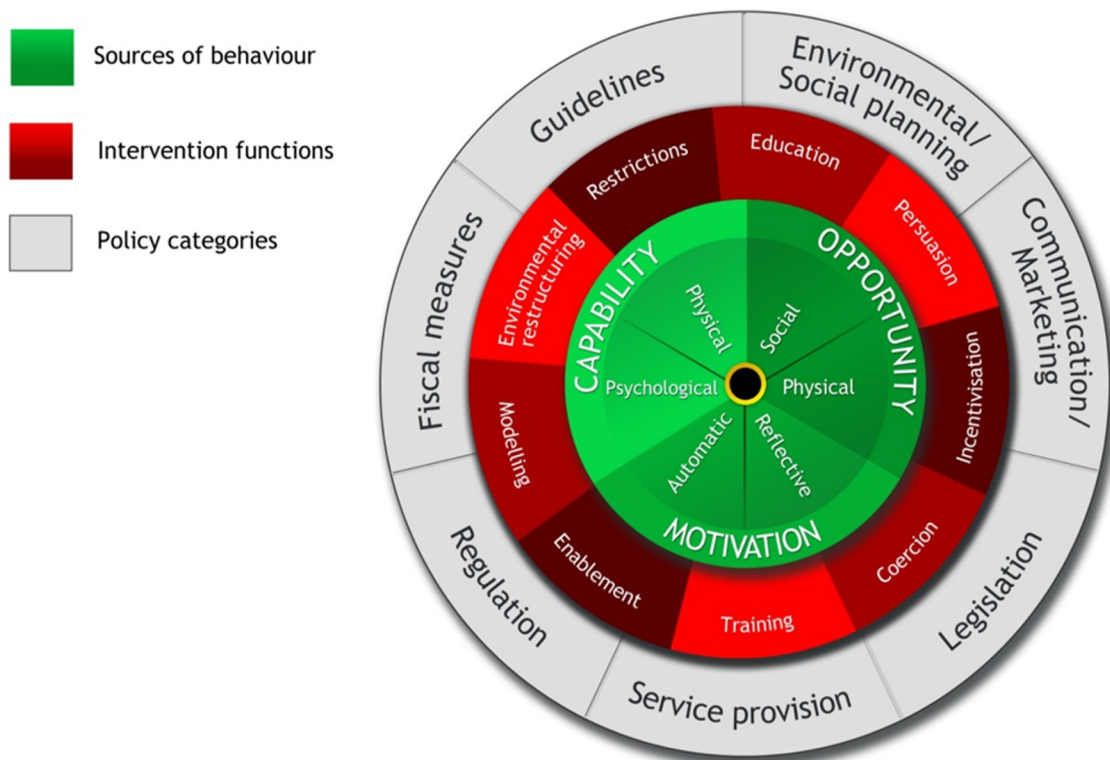 Sources of behaviour
Intervention functions
Policy categories
Guidelines
Environmental/
Social planning
Communication/
Marketing
Legislation
Service provision
Regulation
Fiscal measures
Restrictions
Education
Persuasion
Incentivisation
Coercion
Training
Enablement
Modelling
Environmental
restructuring
CAPABILITY
OPPORTUNITY
MOTIVATION
Physical
Social
Physical
Reflective
Automatic
Psychological